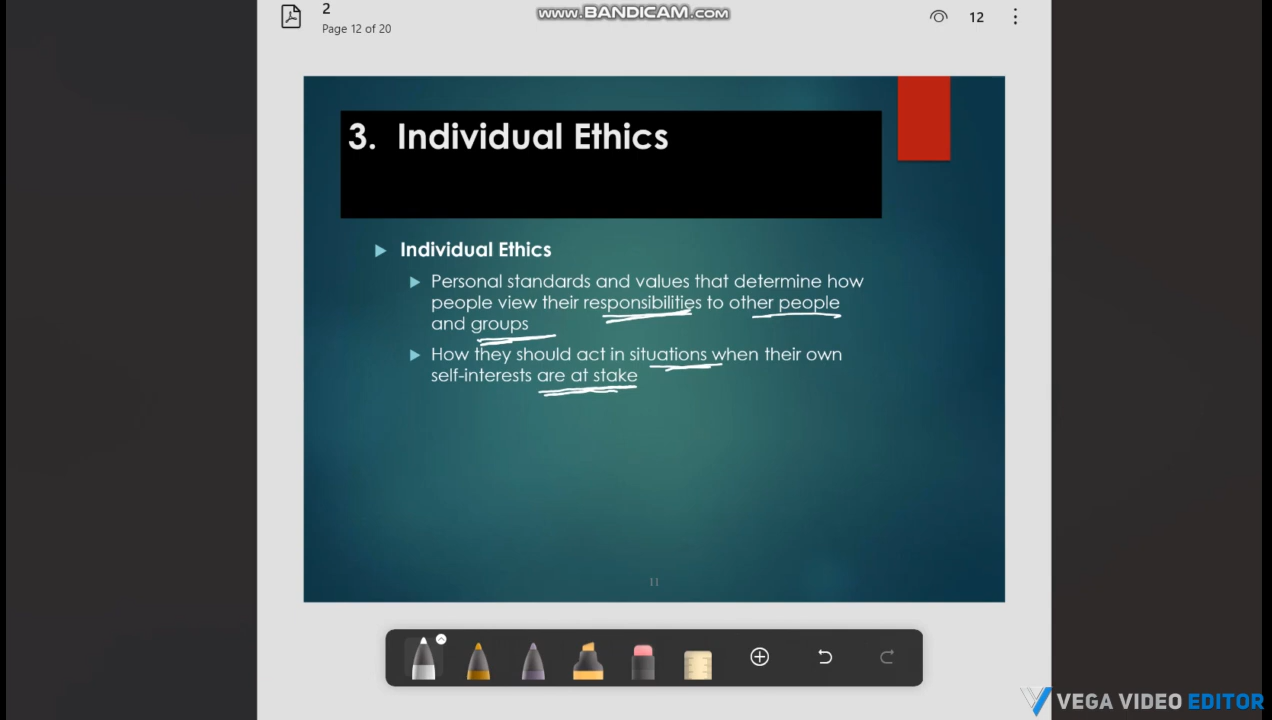 2
www.BANDICAM.com
12
Page 12 of 20
3. Individual Ethics
Individual Ethics
Personal standards and values that determine how
people view their responsibilities to other people
and groups
How they should act in situations when their own
self-interests are at stake
11
VEGA VIDEO EDITOR